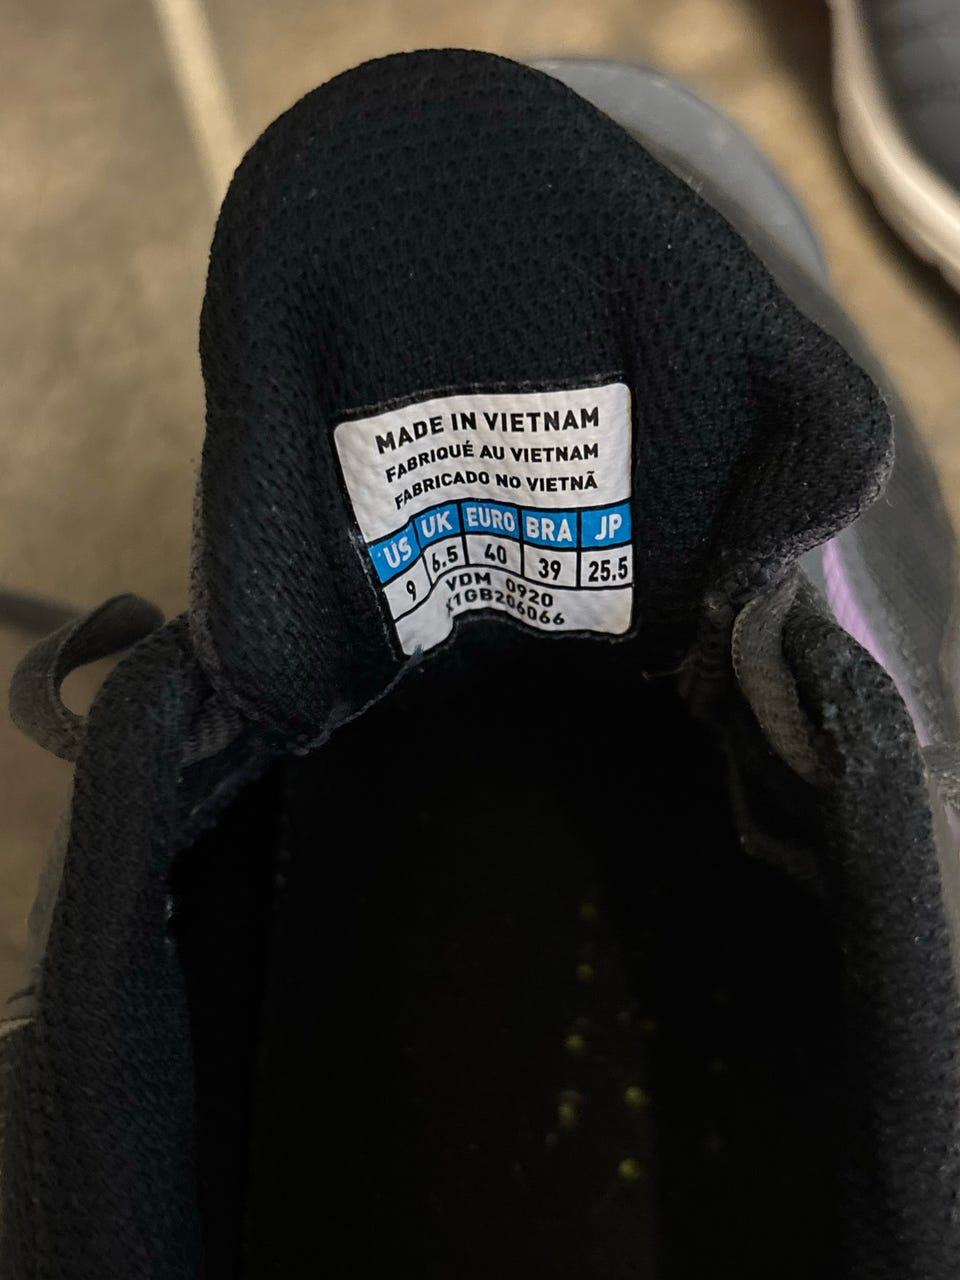 MADE IN VIETNAM
FABRIQUÉ AU VIETNAM
FABRICADO NO VIETNÃ
US UK EURO BRA JP
9 6.5 40 39 25.5
VDM 0920
X1GB206066